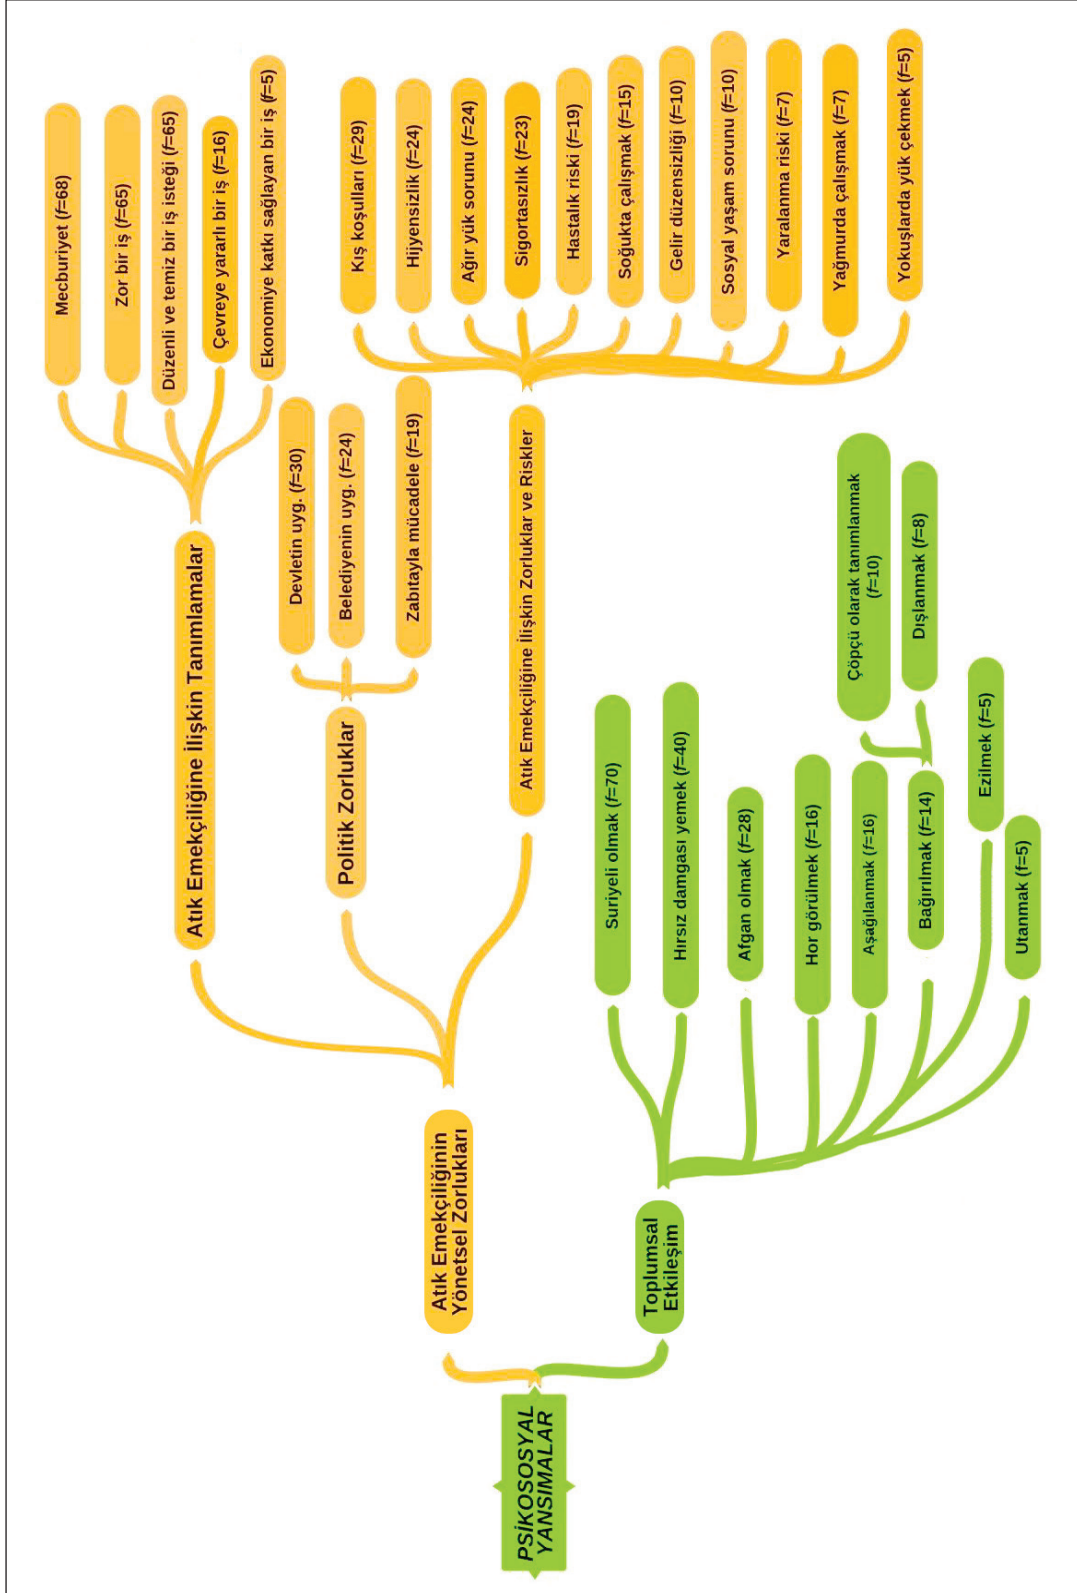 PSİKOSOSYAL
YANSIMALAR
Atık Emekçiliğinin
Yönetsel Zorlukları
Atık Emekçiliğine İlişkin Tanımlamalar
Mecburiyet (f=68)
Zor bir iş (f=65)
Düzenli ve temiz bir iş isteği (f=65)
Çevreye yararlı bir iş (f=16)
Ekonomiye katkı sağlayan bir iş (f=5)
Politik Zorluklar
Devletin uyg. (f=30)
Belediyenin uyg. (f=24)
Zabıtayla mücadele (f=19)
Atık Emekçiliğine İlişkin Zorluklar ve Riskler
Kış koşulları (f=29)
Hijyensizlik (f=24)
Ağır yük sorunu (f=24)
Sigortasızlık (f=23)
Hastalık riski (f=19)
Soğukta çalışmak (f=15)
Gelir düzensizliği (f=10)
Sosyal yaşam sorunu (f=10)
Yaralanma riski (f=7)
Yağmurda çalışmak (f=7)
Yokuşlarda yük çekmek (f=5)
Toplumsal
Etkileşim
Suriyeli olmak (f=70)
Hırsız damgası yemek (f=40)
Afgan olmak (f=28)
Hor görülmek (f=16)
Aşağılanmak (f=16)
Bağırılmak (f=14)
Çöpçü olarak tanımlanmak
(f=10)
Dışlanmak (f=8)
Ezilmek (f=5)
Utanmak (f=5)